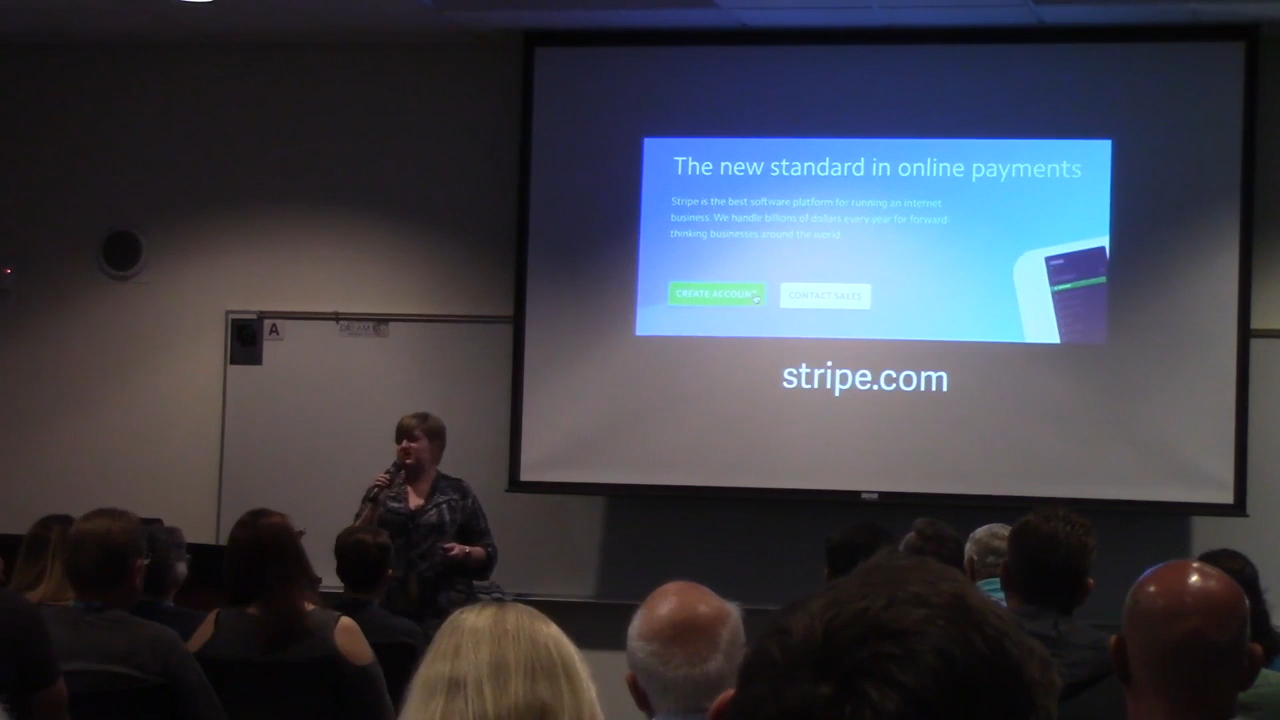 The new standard in online payments
Stripe is the best software platform for running an internet
business. We handle billions of dollars every year for forward-
thinking businesses around the world.
CREATE ACCOUNT
CONTACT SALES
stripe.com
A